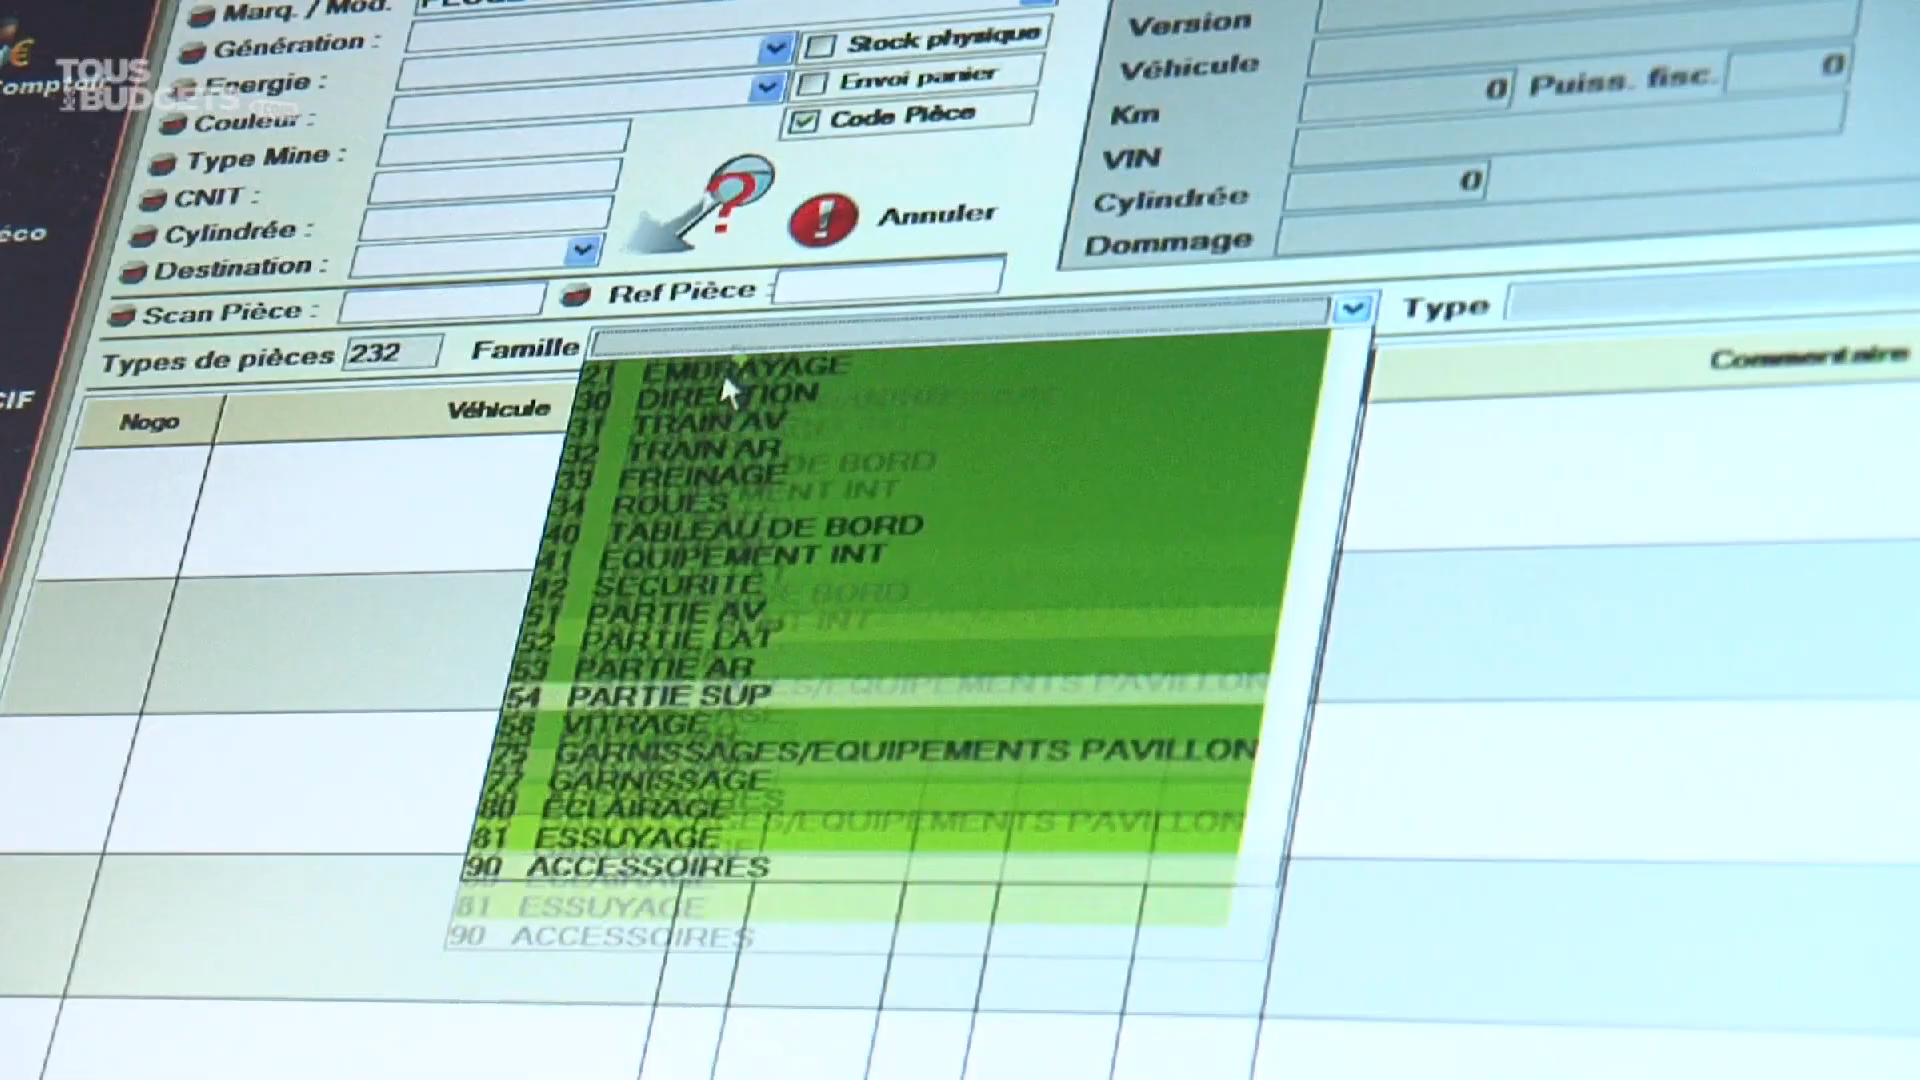 Marq. / Mod.
Génération :
Energie :
Couleur :
Type Mine :
CNIT :
Cylindrée :
Destination :
Scan Pièce :
Ref Pièce :
Types de pièces 232
Famille
Type
Stock physique
Envoi panier
Code Pièce
Annuler
Version
Véhicule
Km 0 Puiss. fisc. 0
VIN
Cylindrée 0
Dommage
Nogo
Véhicule
Commentaire
21 EMBRAYAGE
30 DIRECTION
31 TRAIN AV
32 TRAIN AR
33 FREINAGE
34 ROUES
40 TABLEAU DE BORD
41 EQUIPEMENT INT
42 SECURITE
51 PARTIE AV
52 PARTIE LAT
53 PARTIE AR
54 PARTIE SUP
VITRAGE
GARNISSAGES/EQUIPEMENTS PAVILLON
77 GARNISSAGE
80 ECLAIRAGE
81 ESSUYAGE
90 ACCESSOIRES
81 ESSUYAGE
90 ACCESSOIRES
TOUS
les BUDGETS.com